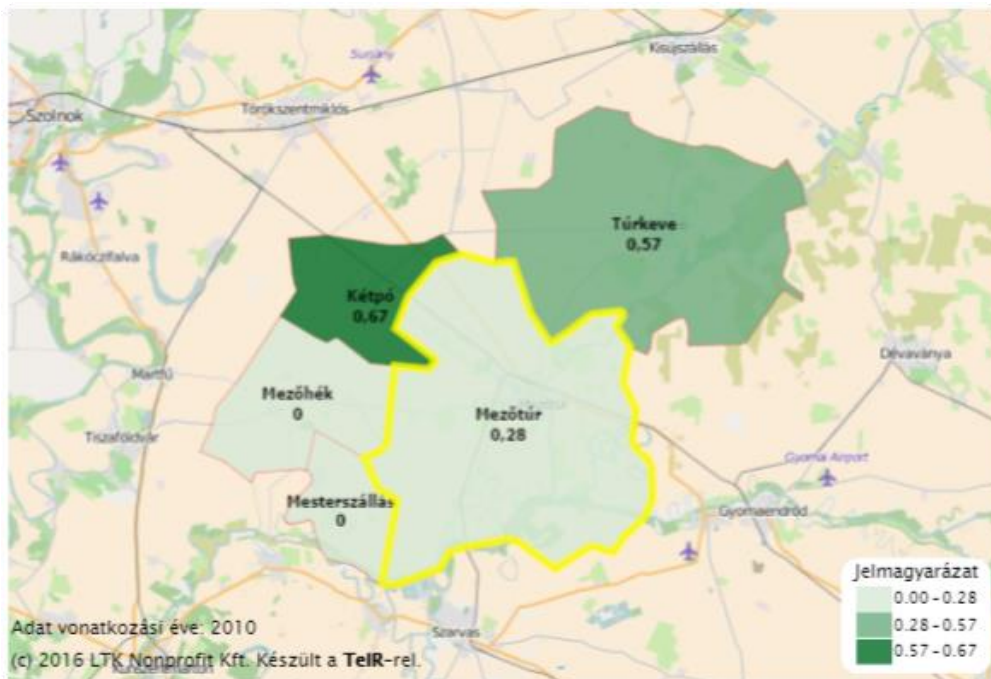 Kisújszállás
Surjány
Törökszentmiklós
Szolnok
Túrkeve
0,57
Rákóczifalva
Kétpó
0,67
Dévaványa
Martfű
Mezőhék
0
Mezőtúr
0,28
Tiszaföldvár
Gyomai Airport
Mesterszállás
0
Gyomaendrőd
Jelmagyarázat
0.00 - 0.28
0.28 - 0.57
0.57 - 0.67
Adat vonatkozási éve: 2010
Szarvas
(c) 2016 LTK Nonprofit Kft. Készült a TeIR-rel.